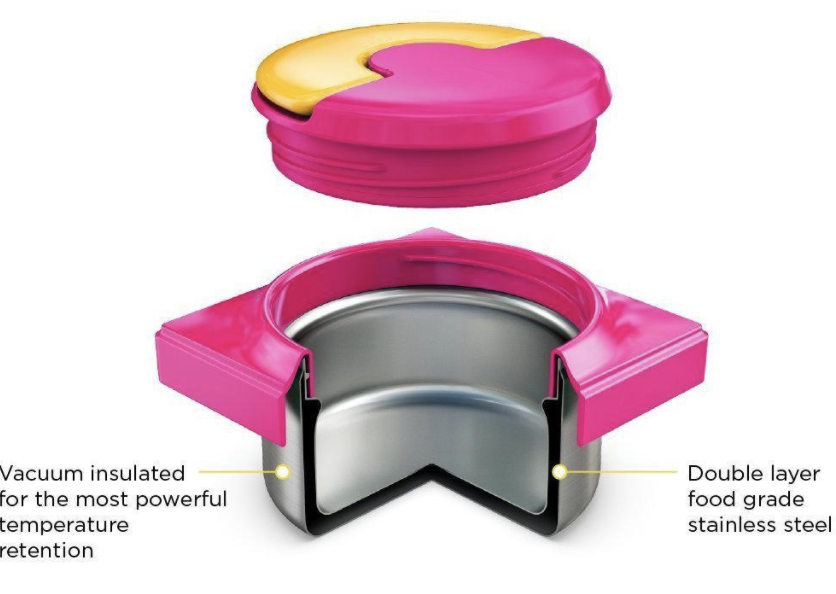 Vacuum insulated
for the most powerful
temperature
retention
Double layer
food grade
stainless steel